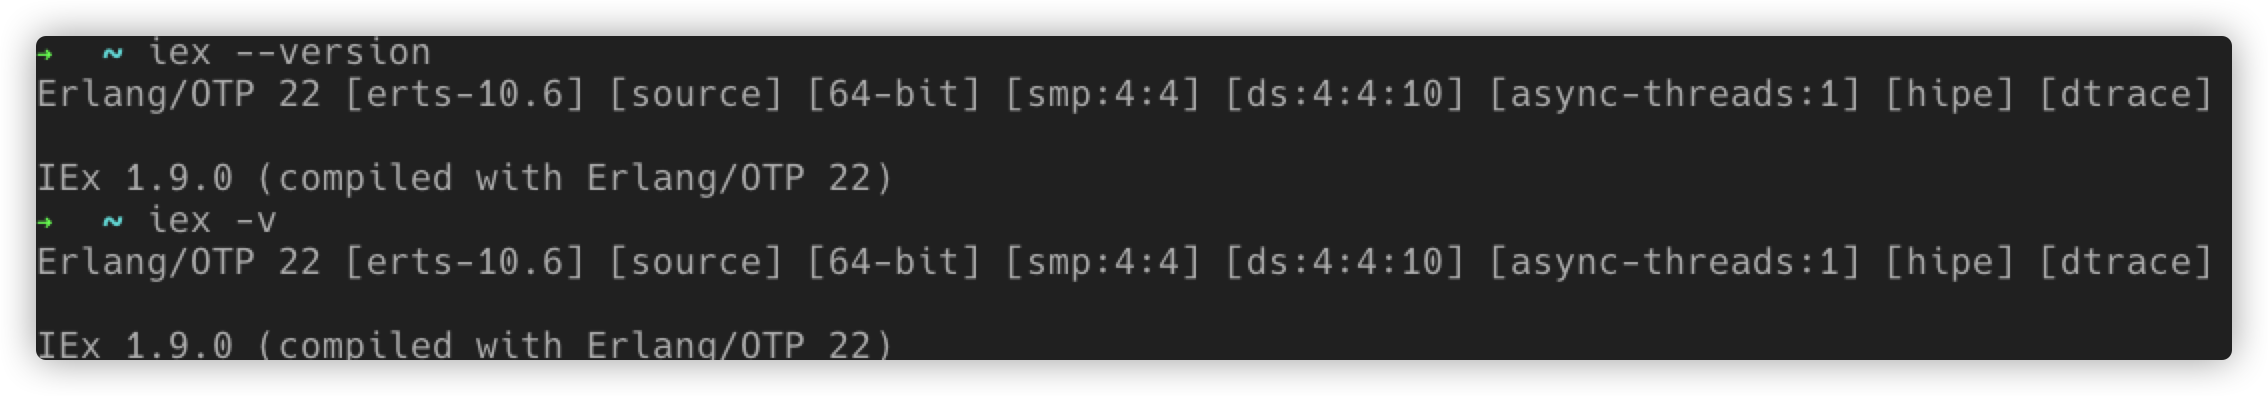 → ~ iex --version
Erlang/OTP 22 [erts-10.6] [source] [64-bit] [smp:4:4] [ds:4:4:10] [async-threads:1] [hipe] [dtrace]
IEx 1.9.0 (compiled with Erlang/OTP 22)
→ ~ iex -v
Erlang/OTP 22 [erts-10.6] [source] [64-bit] [smp:4:4] [ds:4:4:10] [async-threads:1] [hipe] [dtrace]
IEx 1.9.0 (compiled with Erlang/OTP 22)